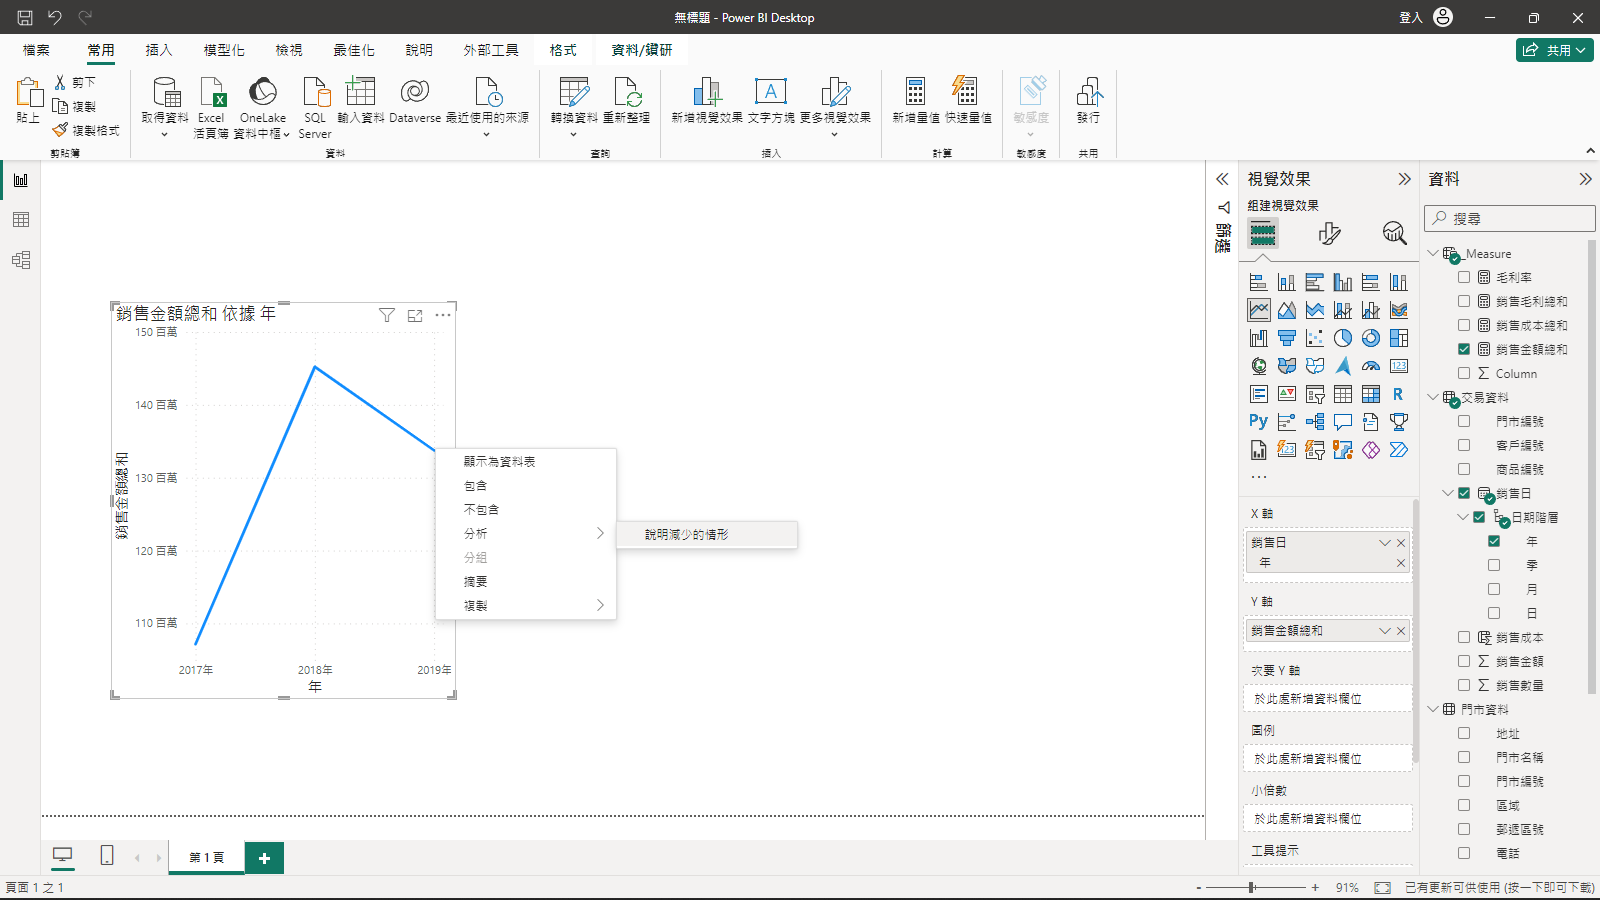 無標題 - Power BI Desktop
登入
檔案
常用
插入
模型化
檢視
最佳化
說明
外部工具
格式
資料/鑽研
共用
貼上
剪下
複製
複製格式
剪貼簿
取得資料
Excel
活頁簿
OneLake
資料中樞
SQL
Server
輸入資料
Dataverse
最近使用的來源
資料
轉換資料
重新整理
查詢
新增視覺效果
文字方塊
更多視覺效果
插入
新增量值
快速量值
計算
敏感度
敏感度
發行
共用
銷售金額總和 依據 年
150 百萬
140 百萬
130 百萬
120 百萬
110 百萬
銷售金額總和
2017年
2018年
2019年
年
顯示為資料表
包含
不包含
分析
分組
摘要
複製
說明減少的情形
篩選
視覺效果
組建視覺效果
123
R
Py
123
X 軸
銷售日
年
Y 軸
銷售金額總和
次要 Y 軸
於此處新增資料欄位
圖例
於此處新增資料欄位
小倍數
於此處新增資料欄位
工具提示
資料
搜尋
_Measure
毛利率
銷售毛利總和
銷售成本總和
銷售金額總和
Column
交易資料
門市編號
客戶編號
商品編號
銷售日
日期階層
年
季
月
日
銷售成本
銷售金額
銷售數量
門市資料
地址
門市名稱
門市編號
區域
郵遞區號
電話
第 1 頁
頁面 1 之 1
- + 91%
已有更新可供使用 (按一下即可下載)